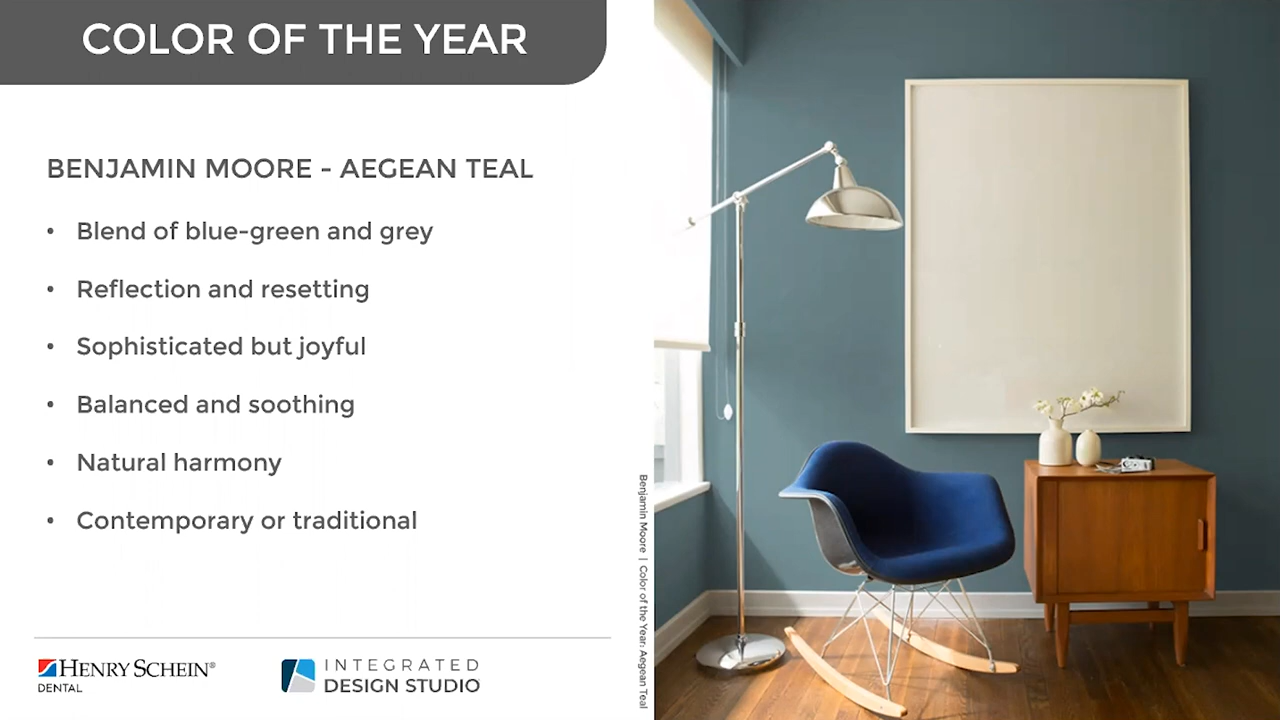 COLOR OF THE YEAR
BENJAMIN MOORE - AEGEAN TEAL
• Blend of blue-green and grey
• Reflection and resetting
• Sophisticated but joyful
• Balanced and soothing
• Natural harmony
• Contemporary or traditional
HENRY SCHEIN®
DENTAL
INTEGRATED
DESIGN STUDIO
Benjamin Moore | Color of the Year: Aegean Teal